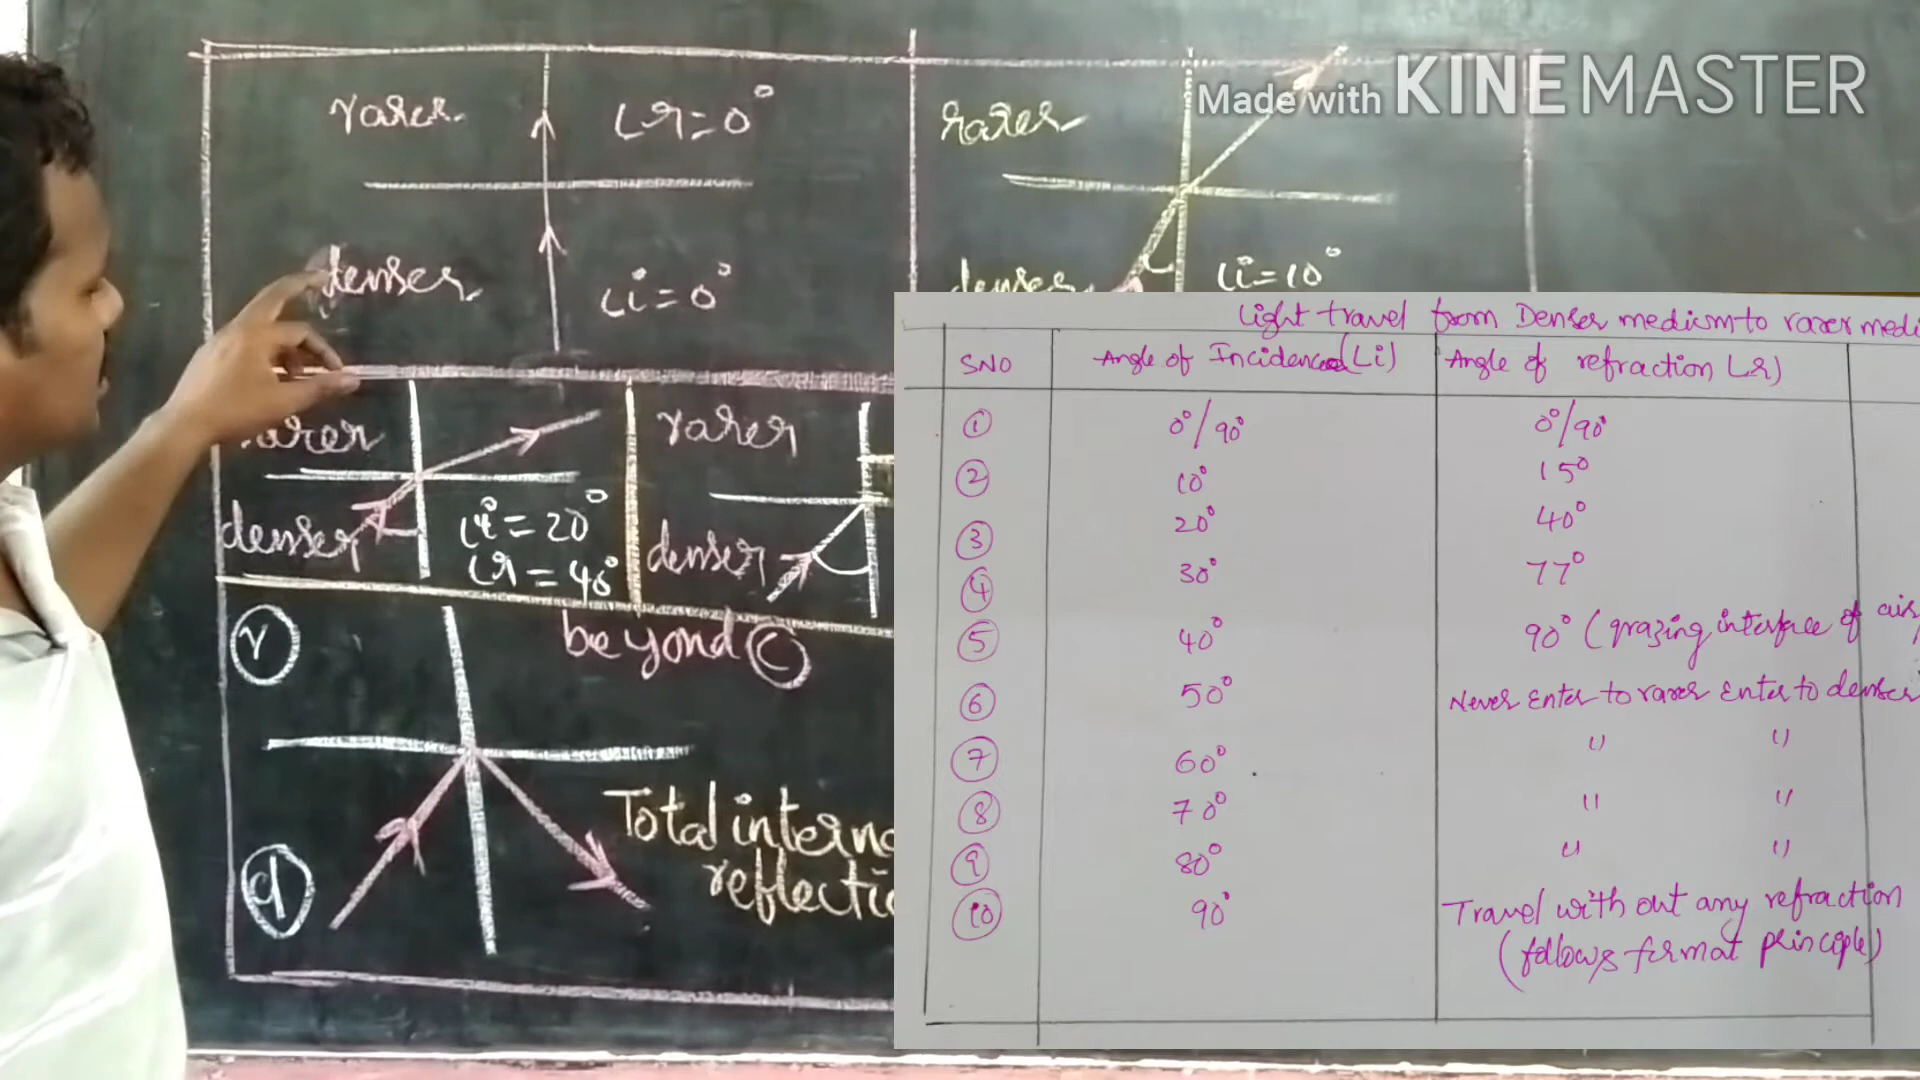 rarer
∠r=0°
denser
∠i=0°
rarer
Made with KINEMASTER
denser
∠i=10°
rarer
denser
∠i=20°
∠r=40°
rarer
denser
r
beyond C
d
Total interna
reflectio
Light travel from Denser medium to rarer medi
SNO Angle of Incidence (∠i) Angle of refraction (∠r)
1 0°/90° 0°/90°
2 10° 15°
3 20° 40°
4 30° 77°
5 40° 90° (grazing interface of air
6 50° Never Enter to rarer Enter to denser
7 60° " "
8 70° " "
9 80° " "
10 90° Travel with out any refraction
(follows fermat principle)